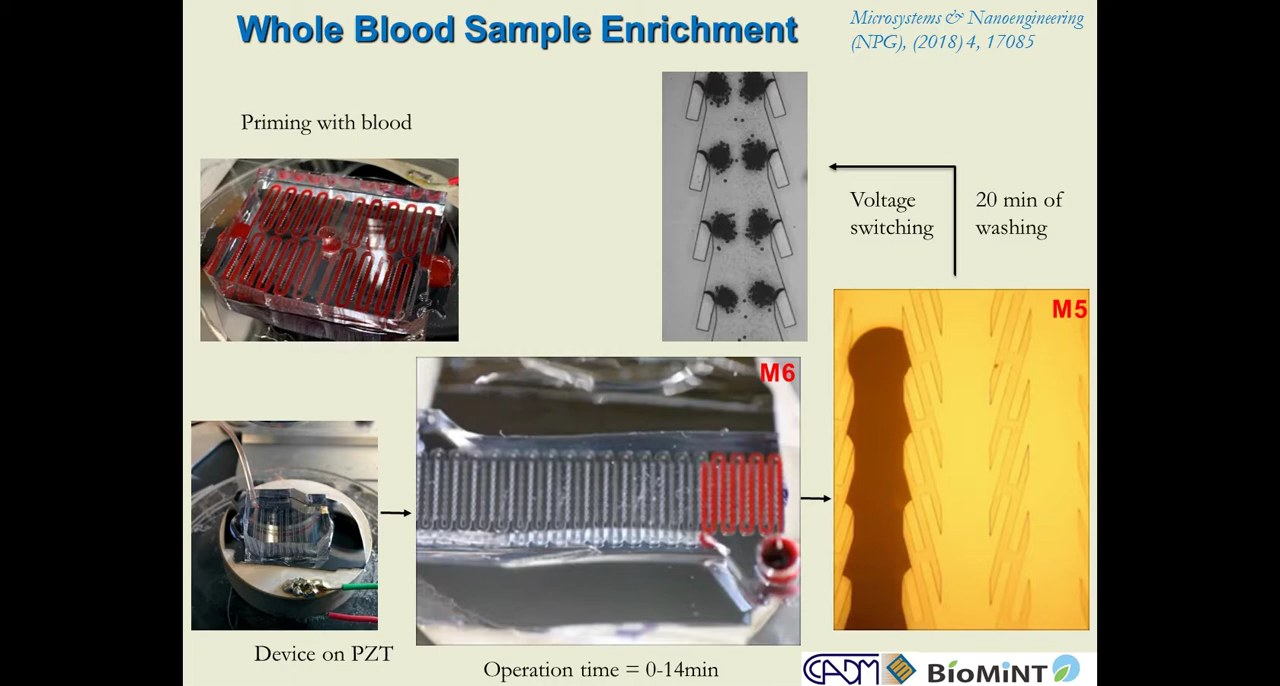 Whole Blood Sample Enrichment
Microsystems & Nanoengineering
(NPG), (2018) 4, 17085
Priming with blood
Voltage
switching
20 min of
washing
M5
M6
Device on PZT
Operation time = 0-14min
CADM
BioMiNT